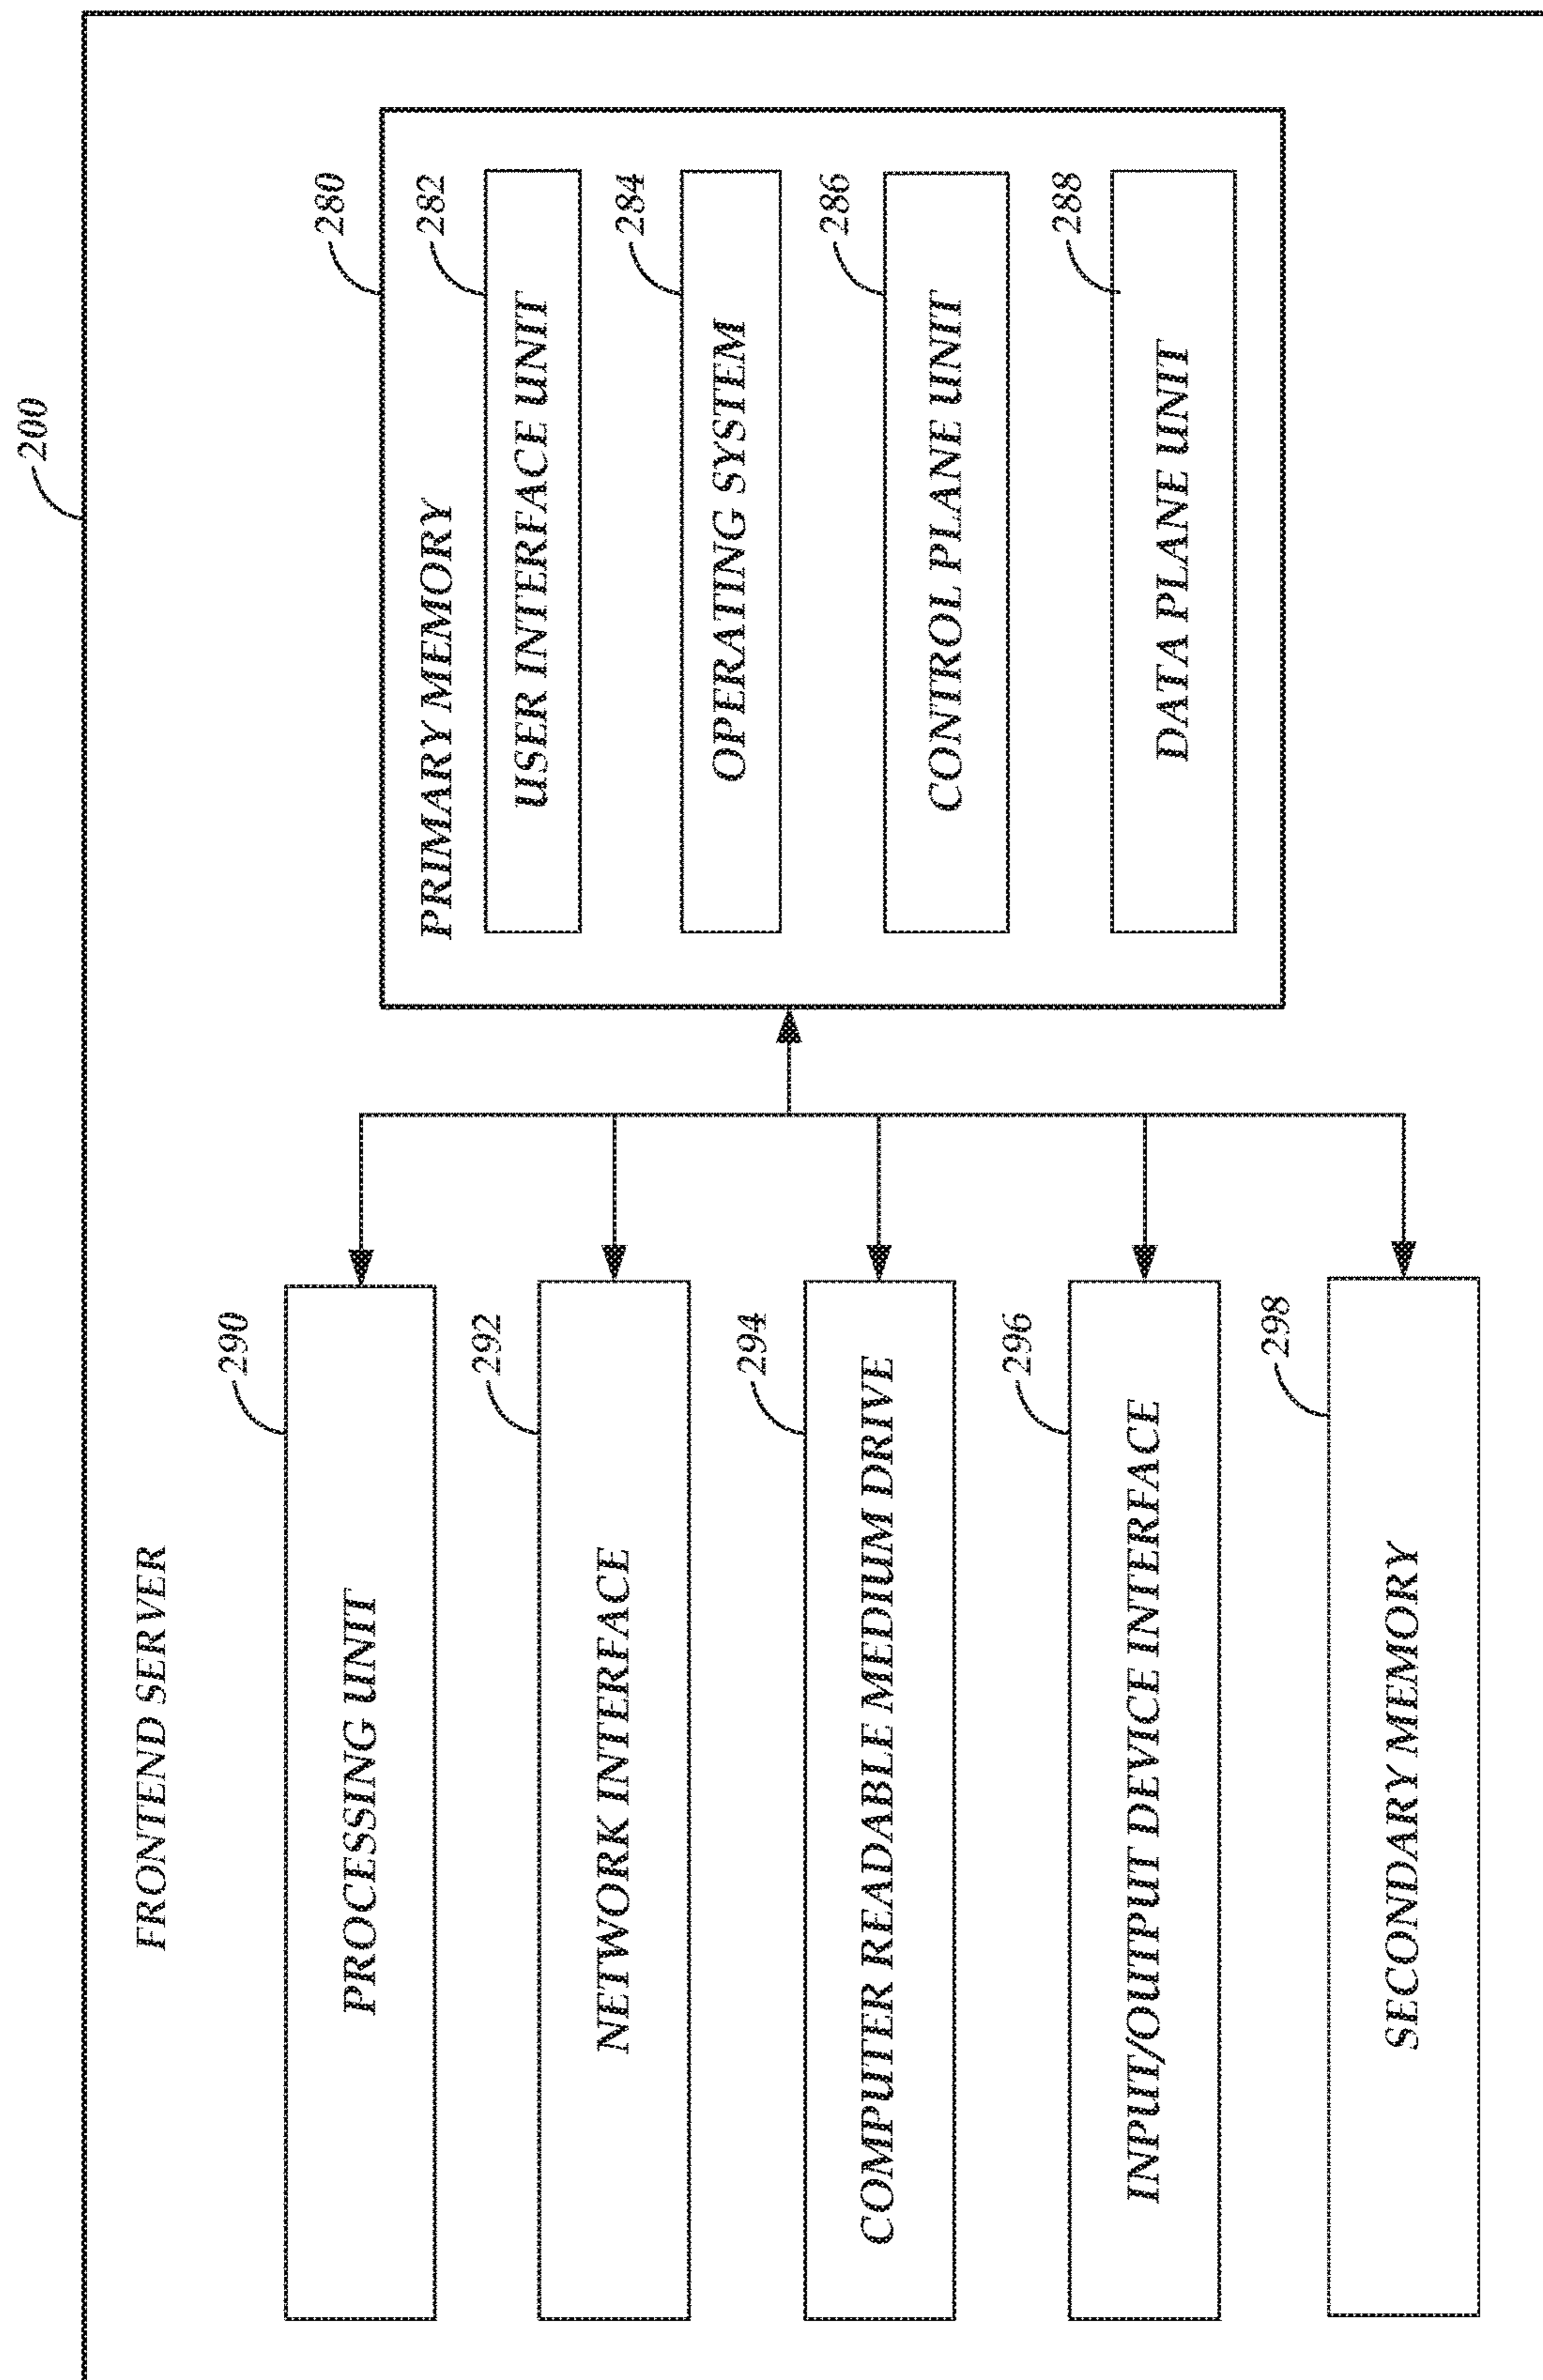 200
FRONTEND SERVER
290
PROCESSING UNIT
292
NETWORK INTERFACE
294
COMPUTER READABLE MEDIUM DRIVE
296
INPUT/OUTPUT DEVICE INTERFACE
298
SECONDARY MEMORY
280
PRIMARY MEMORY
282
USER INTERFACE UNIT
284
OPERATING SYSTEM
286
CONTROL PLANE UNIT
288
DATA PLANE UNIT